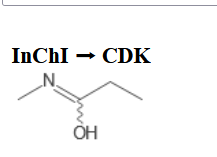 InChI → CDK
N
OH